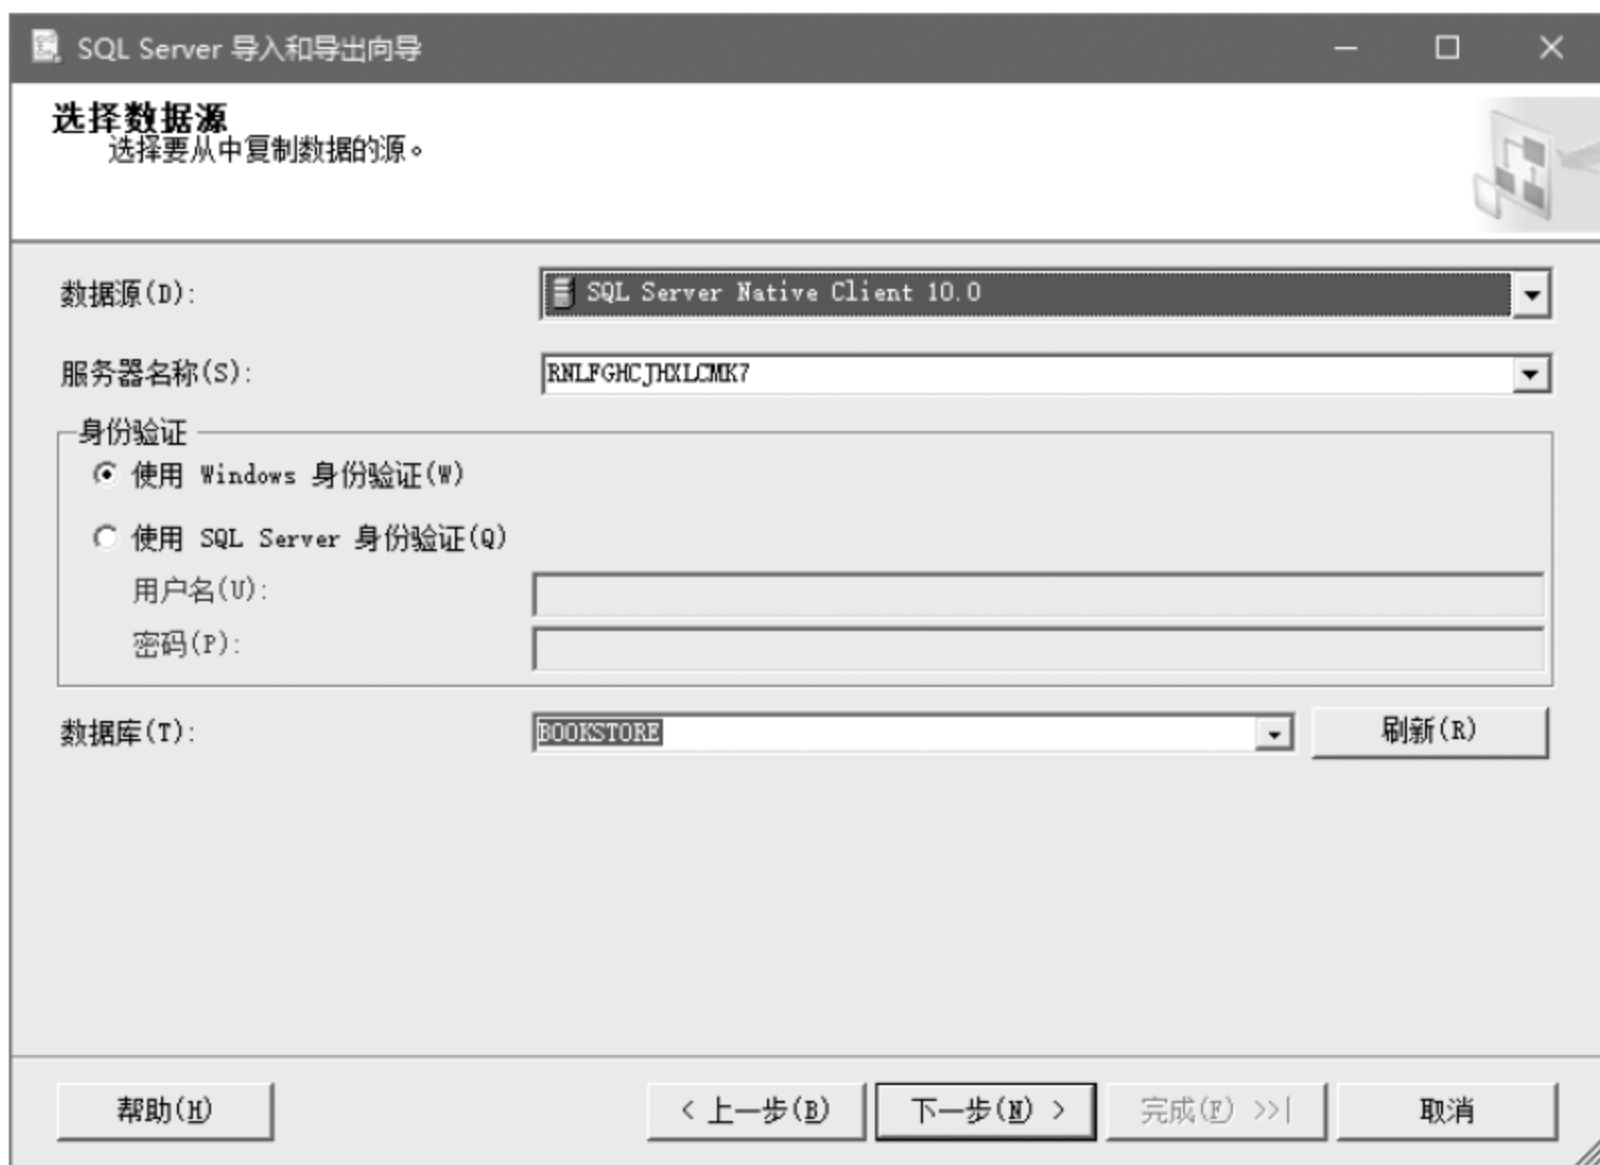 SQL Server 导入和导出向导
选择数据源
选择要从中复制数据的源。
数据源(D):
SQL Server Native Client 10.0
服务器名称(S):
RNLFGHCJHXLCMK7
身份验证
使用 Windows 身份验证(W)
使用 SQL Server 身份验证(Q)
用户名(U):
密码(P):
数据库(T):
BOOKSTORE
刷新(R)
帮助(H)
< 上一步(B)
下一步(N) >
完成(F) >>|
取消